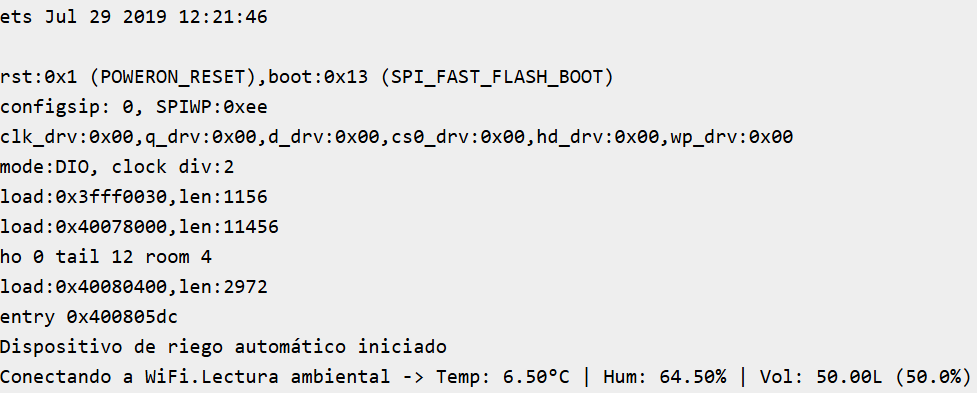 ets Jul 29 2019 12:21:46
rst:0x1 (POWERON_RESET),boot:0x13 (SPI_FAST_FLASH_BOOT)
configsip: 0, SPIWP:0xee
clk_drv:0x00,q_drv:0x00,d_drv:0x00,cs0_drv:0x00,hd_drv:0x00,wp_drv:0x00
mode:DIO, clock div:2
load:0x3fff0030,len:1156
load:0x40078000,len:11456
ho 0 tail 12 room 4
load:0x40080400,len:2972
entry 0x400805dc
Dispositivo de riego automático iniciado
Conectando a WiFi.Lectura ambiental -> Temp: 6.50°C | Hum: 64.50% | Vol: 50.00L (50.0%)